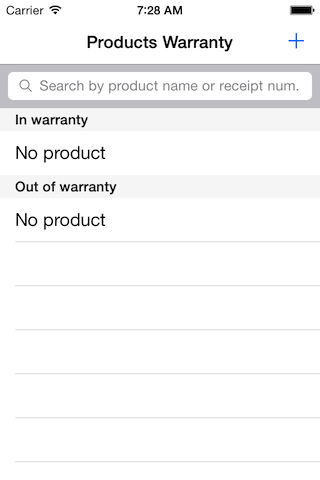 Carrier 7:28 AM
Products Warranty +
Search by product name or receipt num.
In warranty
No product
Out of warranty
No product